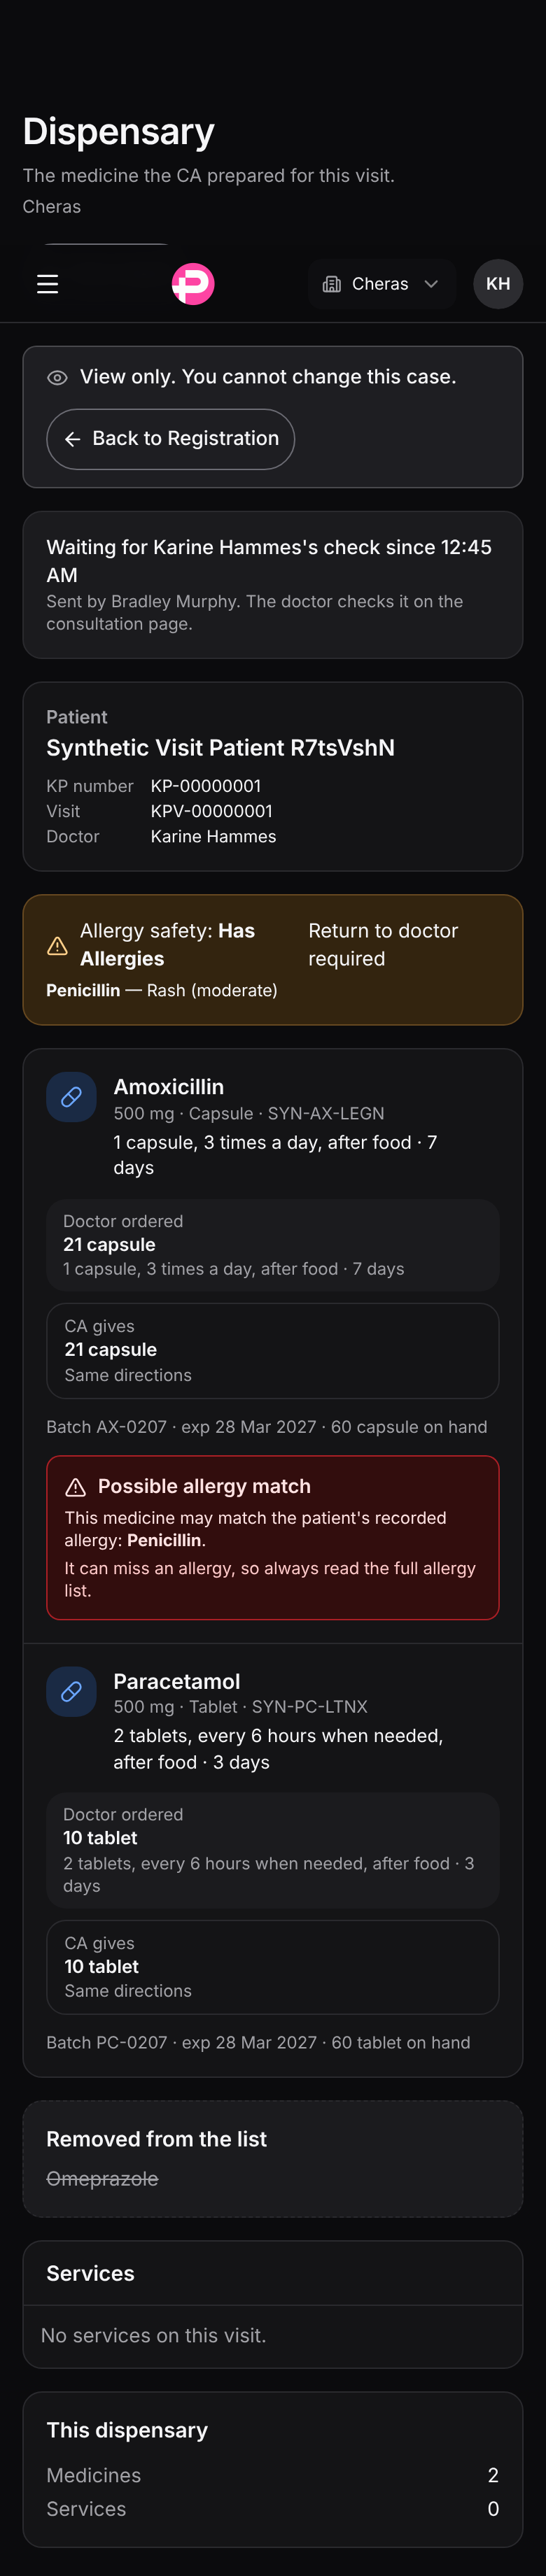 Dispensary
The medicine the CA prepared for this visit.
Cheras
Cheras
KH
View only. You cannot change this case.
Back to Registration
Waiting for Karine Hammes's check since 12:45
AM
Sent by Bradley Murphy. The doctor checks it on the
consultation page.
Patient
Synthetic Visit Patient R7tsVshN
KP number KP-00000001
Visit KPV-00000001
Doctor Karine Hammes
Allergy safety: Has
Allergies
Return to doctor
required
Penicillin — Rash (moderate)
Amoxicillin
500 mg · Capsule · SYN-AX-LEGN
1 capsule, 3 times a day, after food · 7
days
Doctor ordered
21 capsule
1 capsule, 3 times a day, after food · 7 days
CA gives
21 capsule
Same directions
Batch AX-0207 · exp 28 Mar 2027 · 60 capsule on hand
Possible allergy match
This medicine may match the patient's recorded
allergy: Penicillin.
It can miss an allergy, so always read the full allergy
list.
Paracetamol
500 mg · Tablet · SYN-PC-LTNX
2 tablets, every 6 hours when needed,
after food · 3 days
Doctor ordered
10 tablet
2 tablets, every 6 hours when needed, after food · 3
days
CA gives
10 tablet
Same directions
Batch PC-0207 · exp 28 Mar 2027 · 60 tablet on hand
Removed from the list
Omeprazole
Services
No services on this visit.
This dispensary
Medicines 2
Services 0